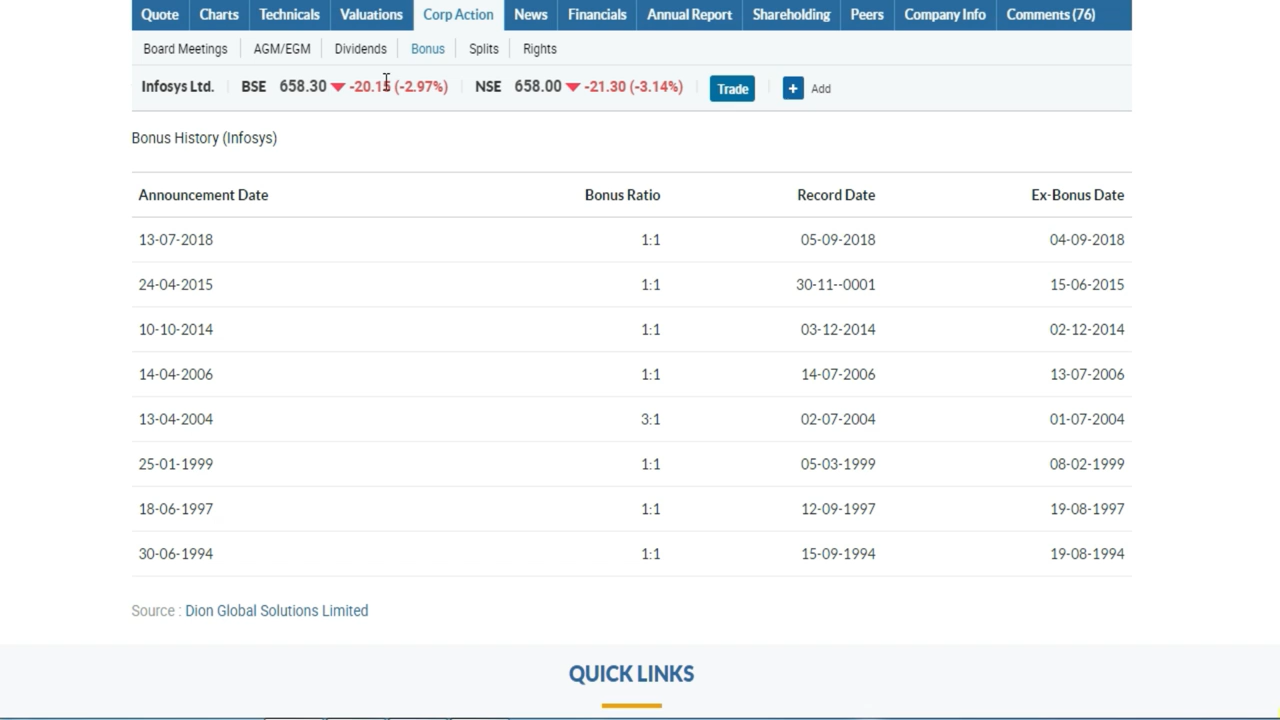 Quote Charts Technicals Valuations Corp Action News Financials Annual Report Shareholding Peers Company Info Comments (76)
Board Meetings AGM/EGM Dividends Bonus Splits Rights
Infosys Ltd. BSE 658.30 ▼ -20.15 (-2.97%) NSE 658.00 ▼ -21.30 (-3.14%) Trade + Add
Bonus History (Infosys)
Announcement Date Bonus Ratio Record Date Ex-Bonus Date
13-07-2018 1:1 05-09-2018 04-09-2018
24-04-2015 1:1 30-11--0001 15-06-2015
10-10-2014 1:1 03-12-2014 02-12-2014
14-04-2006 1:1 14-07-2006 13-07-2006
13-04-2004 3:1 02-07-2004 01-07-2004
25-01-1999 1:1 05-03-1999 08-02-1999
18-06-1997 1:1 12-09-1997 19-08-1997
30-06-1994 1:1 15-09-1994 19-08-1994
Source : Dion Global Solutions Limited
QUICK LINKS